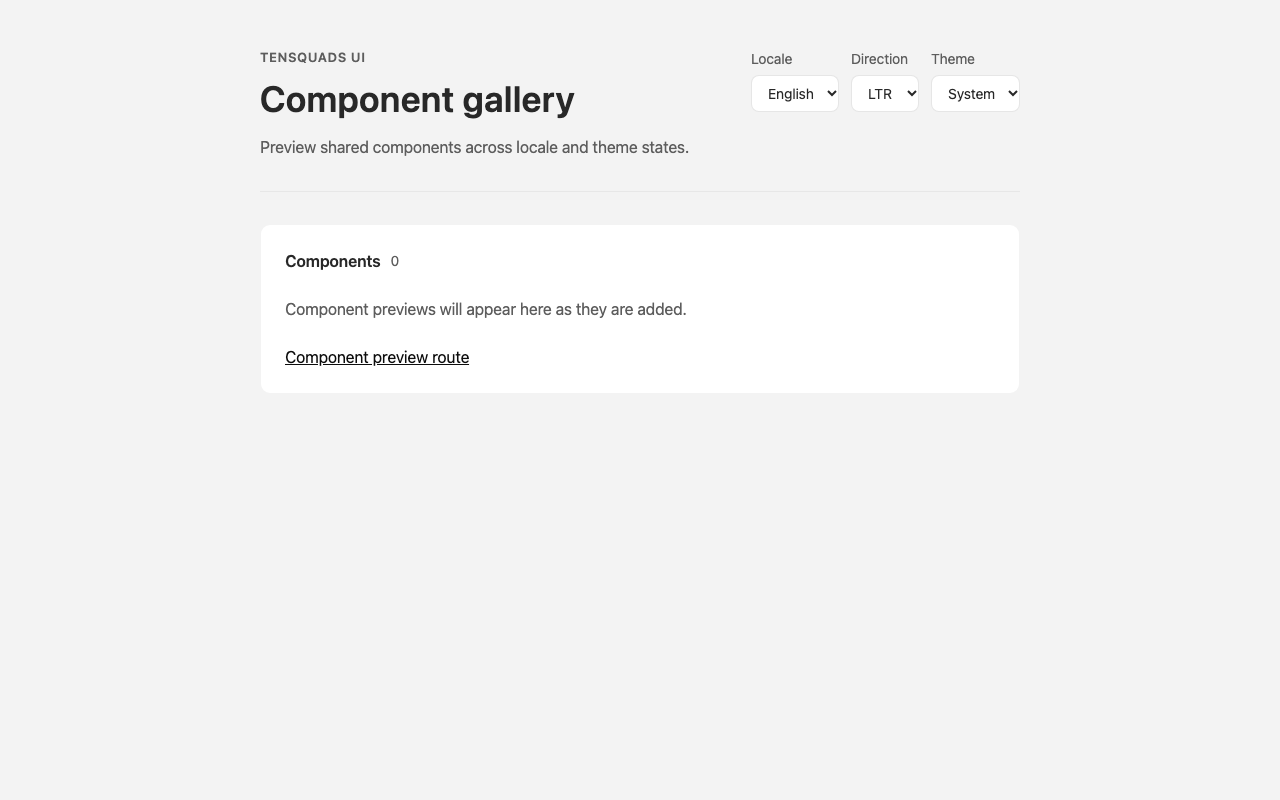 TENSQUADS UI
Component gallery
Preview shared components across locale and theme states.
Locale
English
Direction
LTR
Theme
System
Components 0
Component previews will appear here as they are added.
Component preview route